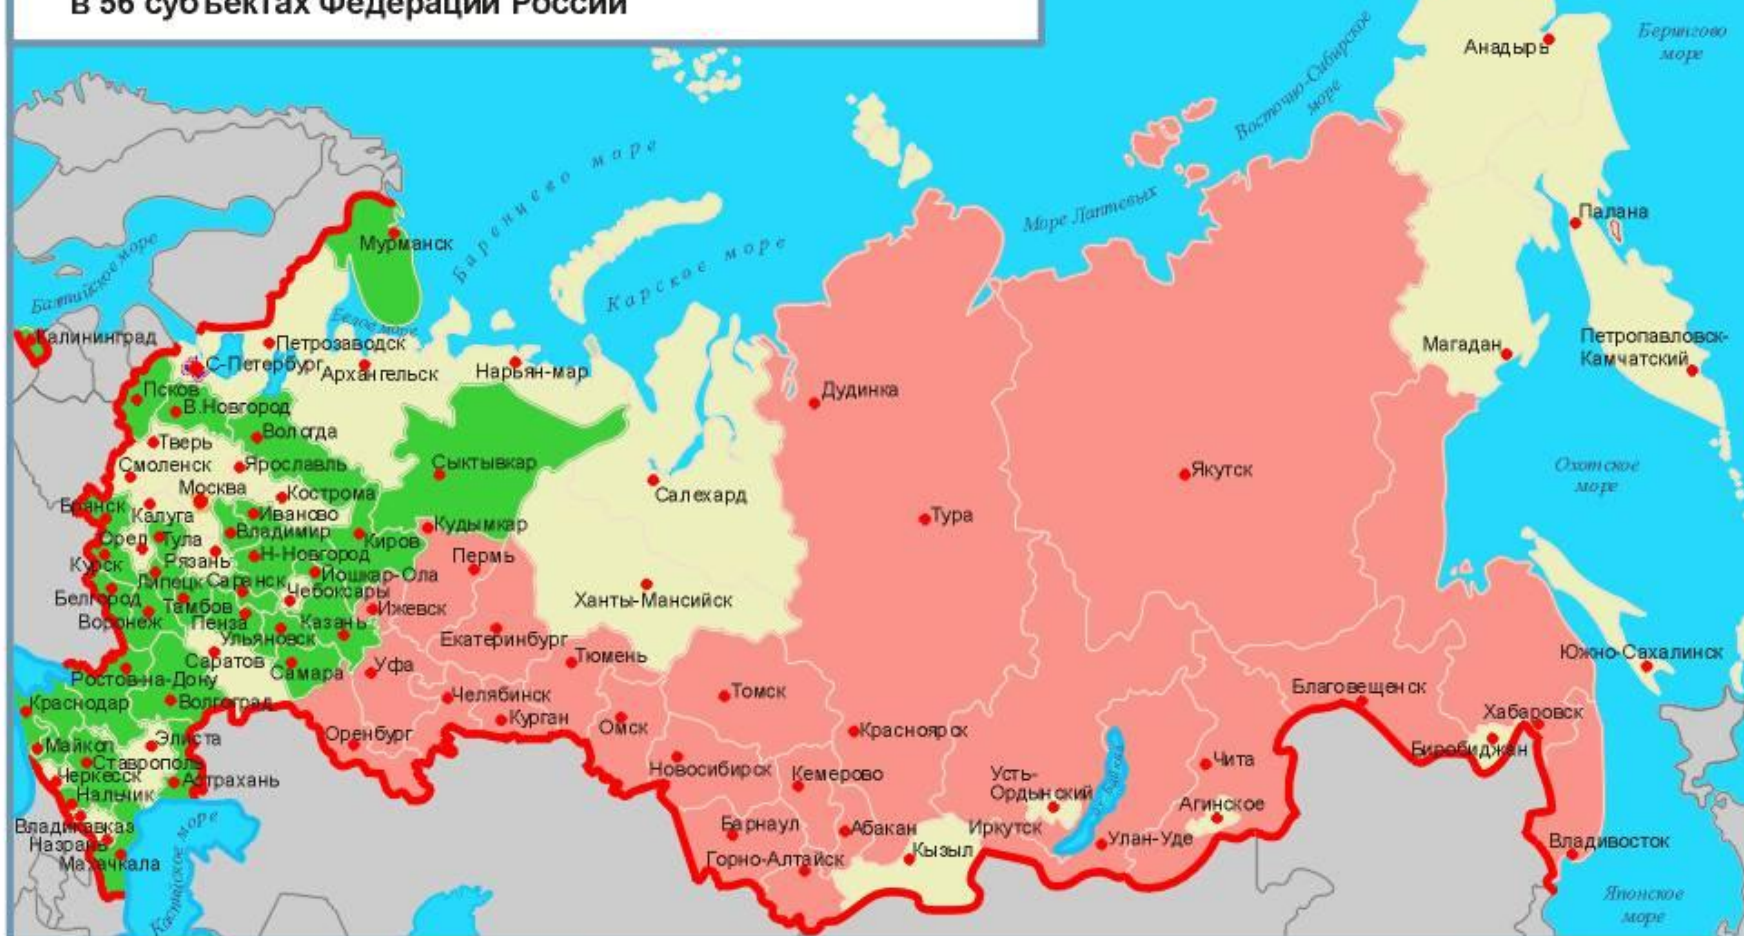 в 56 субъектах Федерации России
Берингово
море
Анадырь
Восточно-Сибирское
море
Баренцево море
Море Лаптевых
Палана
Мурманск
Карское море
Балтийское море
Белое море
Калининград
Петрозаводск
С-Петербург
Архангельск
Нарьян-мар
Магадан
Петропавловск-
Камчатский
Дудинка
Псков
В.Новгород
Вологда
Тверь
Смоленск
Ярославль
Сыктывкар
Якутск
Охотское
море
Москва
Кострома
Салехард
Брянск
Калуга
Иваново
Тура
Кудымкар
Владимир
Орел
Тула
Киров
Рязань
Н-Новгород
Пермь
Курск
Липецк
Саранск
Йошкар-Ола
Чебоксары
Белгород
Тамбов
Ижевск
Ханты-Мансийск
Воронеж
Пенза
Казань
Ульяновск
Екатеринбург
Саратов
Самара
Уфа
Тюмень
Южно-Сахалинск
Ростов-на-Дону
Благовещенск
Краснодар
Волгоград
Челябинск
Томск
Курган
Хабаровск
Омск
Красноярск
Оренбург
Элиста
Майкоп
Биробиджан
Ставрополь
Чита
Новосибирск
Кемерово
Усть-
Ордынский
оз. Байкал
Черкесск
Астрахань
Нальчик
Агинское
Владикавказ
Барнаул
Абакан
Иркутск
Улан-Уде
Назрань
Кызыл
Владивосток
Махачкала
Горно-Алтайск
Каспийское море
Японское
море